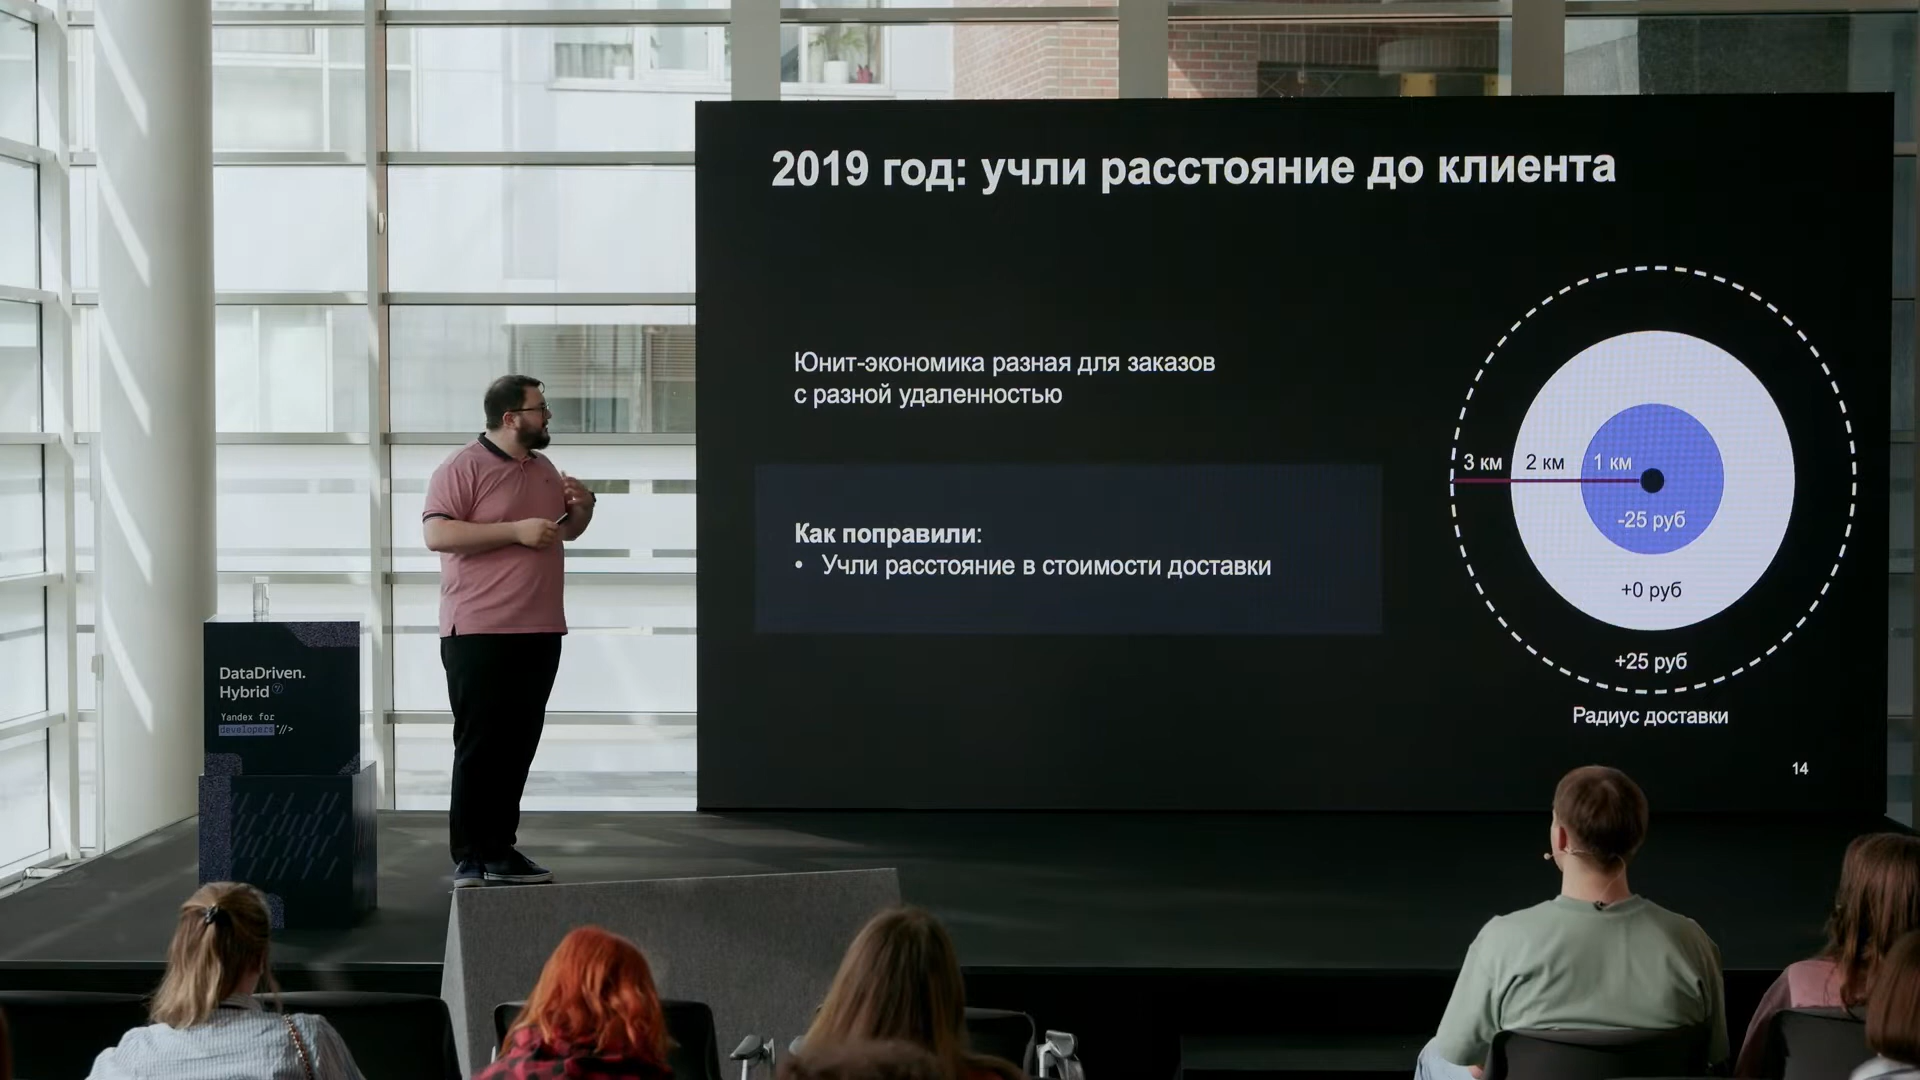 2019 год: учли расстояние до клиента
Юнит-экономика разная для заказов
с разной удаленностью
Как поправили:
• Учли расстояние в стоимости доставки
3 км 2 км 1 км
-25 руб
+0 руб
+25 руб
Радиус доставки
14
DataDriven.
Hybrid
Yandex for
developers"//>